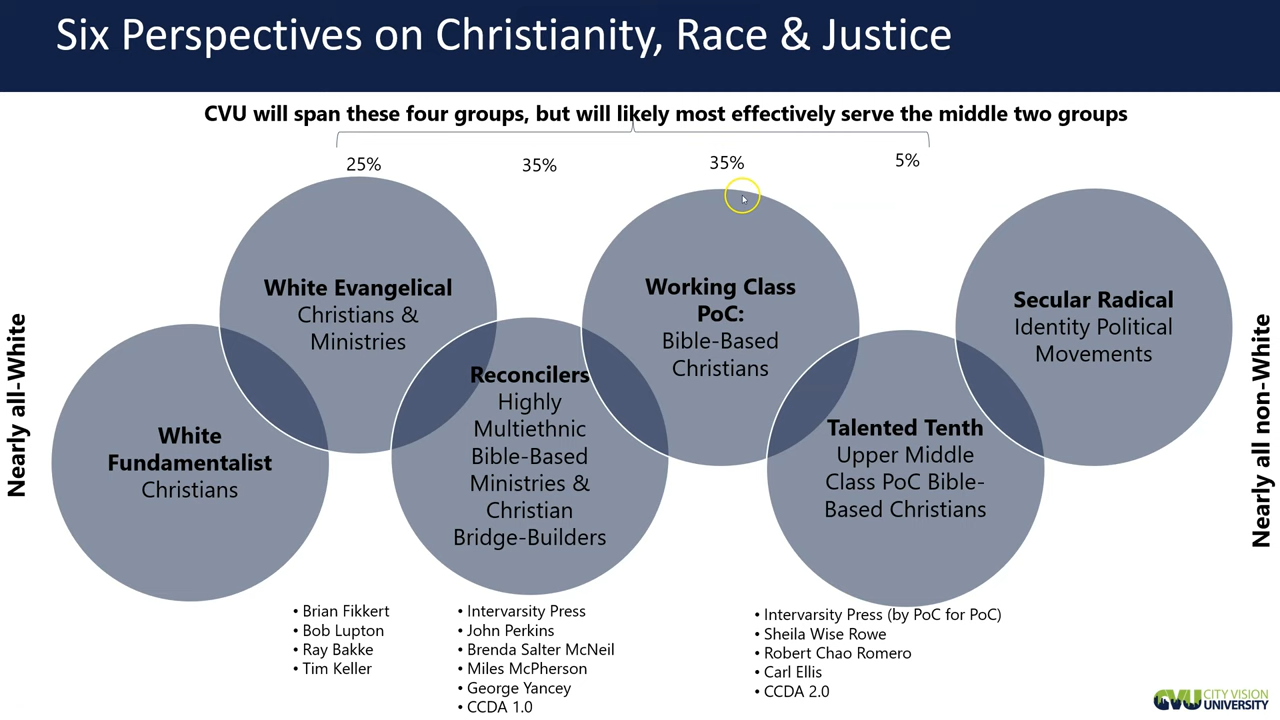 Six Perspectives on Christianity, Race & Justice
CVU will span these four groups, but will likely most effectively serve the middle two groups
25%
35%
35%
5%
Nearly all-White
White
Fundamentalist
Christians
White Evangelical
Christians &
Ministries
Reconcilers
Highly
Multiethnic
Bible-Based
Ministries &
Christian
Bridge-Builders
Working Class
PoC:
Bible-Based
Christians
Talented Tenth
Upper Middle
Class PoC Bible-
Based Christians
Secular Radical
Identity Political
Movements
Nearly all non-White
• Brian Fikkert
• Bob Lupton
• Ray Bakke
• Tim Keller
• Intervarsity Press
• John Perkins
• Brenda Salter McNeil
• Miles McPherson
• George Yancey
• CCDA 1.0
• Intervarsity Press (by PoC for PoC)
• Sheila Wise Rowe
• Robert Chao Romero
• Carl Ellis
• CCDA 2.0
CVU CITY VISION
UNIVERSITY